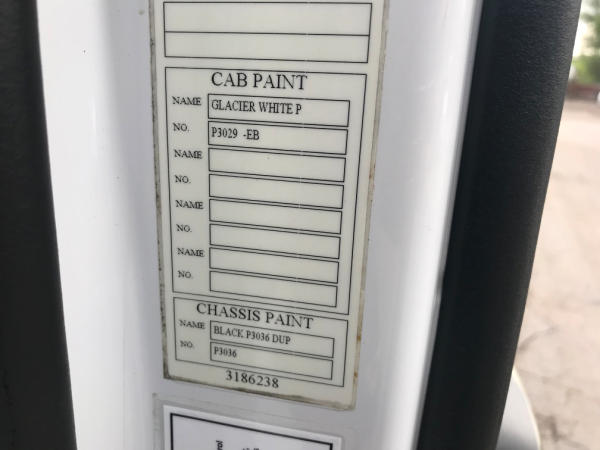 CAB PAINT
NAME GLACIER WHITE P
NO. P3029 -EB
NAME
NO.
NAME
NO.
NAME
NO.
CHASSIS PAINT
NAME BLACK P3036 DUP
NO. P3036
3186238